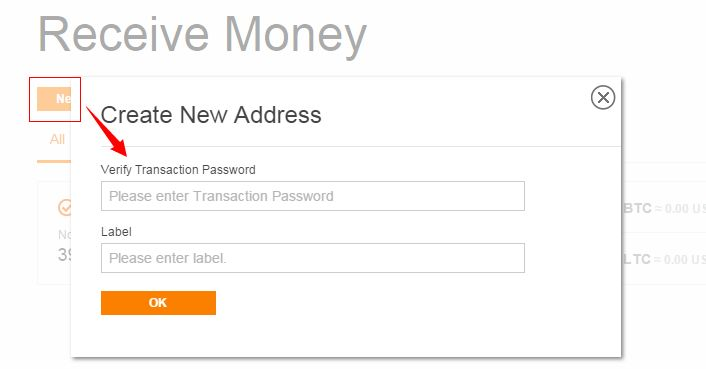 Receive Money
Ne
Create New Address
All
Verify Transaction Password
Please enter Transaction Password
BTC ≈ 0.00 US
No
39
Label
Please enter label.
LTC ≈ 0.00 US
OK